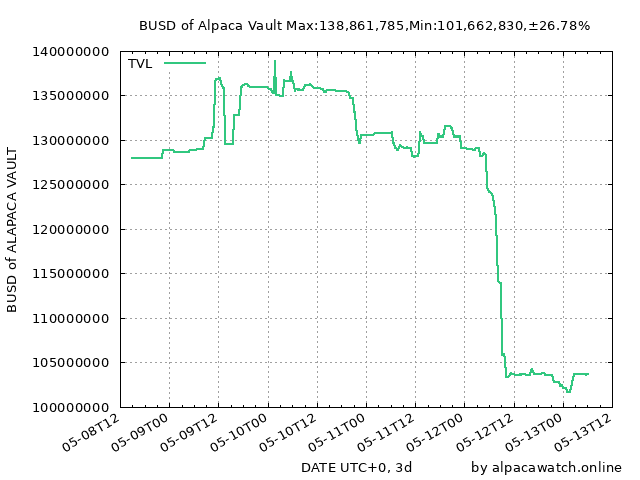 BUSD of Alpaca Vault Max:138,861,785,Min:101,662,830,±26.78%
TVL
140000000
135000000
130000000
125000000
120000000
115000000
110000000
105000000
100000000
BUSD of ALAPACA VAULT
05-08T12
05-09T00
05-09T12
05-10T00
05-10T12
05-11T00
05-11T12
05-12T00
05-12T12
05-13T00
05-13T12
DATE UTC+0, 3d
by alpacawatch.online